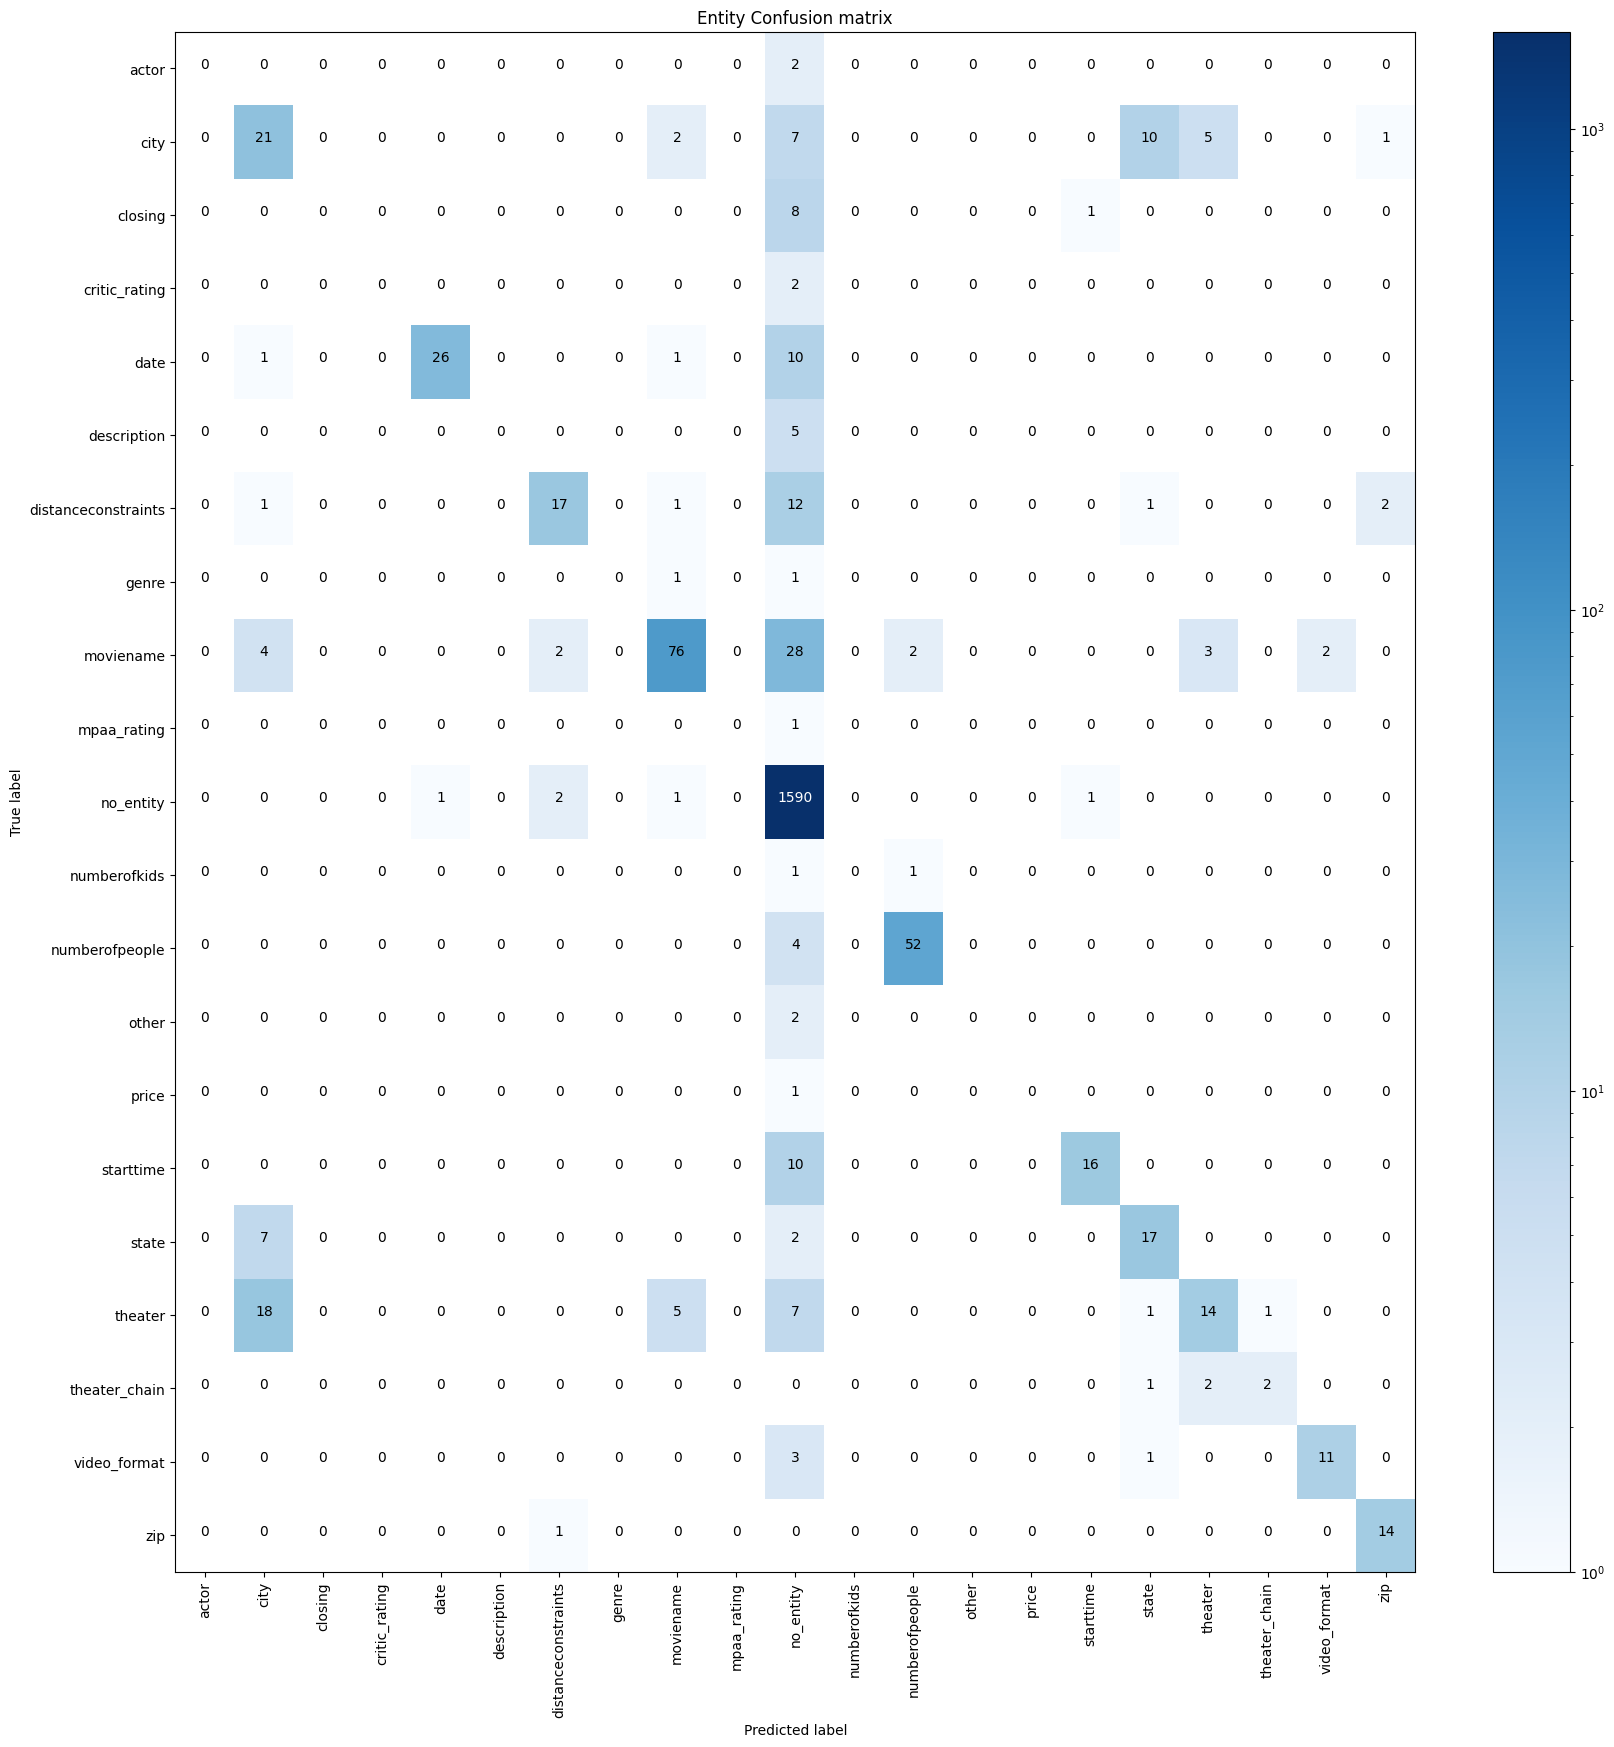 Entity Confusion matrix
actor 0 0 0 0 0 0 0 0 0 0 2 0 0 0 0 0 0 0 0 0 0
city 0 21 0 0 0 0 0 0 2 0 7 0 0 0 0 0 10 5 0 0 1
closing 0 0 0 0 0 0 0 0 0 0 8 0 0 0 0 1 0 0 0 0 0
critic_rating 0 0 0 0 0 0 0 0 0 0 2 0 0 0 0 0 0 0 0 0 0
date 0 1 0 0 26 0 0 0 1 0 10 0 0 0 0 0 0 0 0 0 0
description 0 0 0 0 0 0 0 0 0 0 5 0 0 0 0 0 0 0 0 0 0
distanceconstraints 0 1 0 0 0 0 17 0 1 0 12 0 0 0 0 0 1 0 0 0 2
genre 0 0 0 0 0 0 0 0 1 0 1 0 0 0 0 0 0 0 0 0 0
moviename 0 4 0 0 0 0 2 0 76 0 28 0 2 0 0 0 0 3 0 2 0
mpaa_rating 0 0 0 0 0 0 0 0 0 0 1 0 0 0 0 0 0 0 0 0 0
no_entity 0 0 0 0 1 0 2 0 1 0 1590 0 0 0 0 1 0 0 0 0 0
numberofkids 0 0 0 0 0 0 0 0 0 0 1 0 1 0 0 0 0 0 0 0 0
numberofpeople 0 0 0 0 0 0 0 0 0 0 4 0 52 0 0 0 0 0 0 0 0
other 0 0 0 0 0 0 0 0 0 0 2 0 0 0 0 0 0 0 0 0 0
price 0 0 0 0 0 0 0 0 0 0 1 0 0 0 0 0 0 0 0 0 0
starttime 0 0 0 0 0 0 0 0 0 0 10 0 0 0 0 16 0 0 0 0 0
state 0 7 0 0 0 0 0 0 0 0 2 0 0 0 0 0 17 0 0 0 0
theater 0 18 0 0 0 0 0 0 5 0 7 0 0 0 0 0 1 14 1 0 0
theater_chain 0 0 0 0 0 0 0 0 0 0 0 0 0 0 0 0 1 2 2 0 0
video_format 0 0 0 0 0 0 0 0 0 0 3 0 0 0 0 0 1 0 0 11 0
zip 0 0 0 0 0 0 1 0 0 0 0 0 0 0 0 0 0 0 0 0 14
True label
actor
city
closing
critic_rating
date
description
distanceconstraints
genre
moviename
mpaa_rating
no_entity
numberofkids
numberofpeople
other
price
starttime
state
theater
theater_chain
video_format
zip
Predicted label
10³
10²
10¹
10⁰